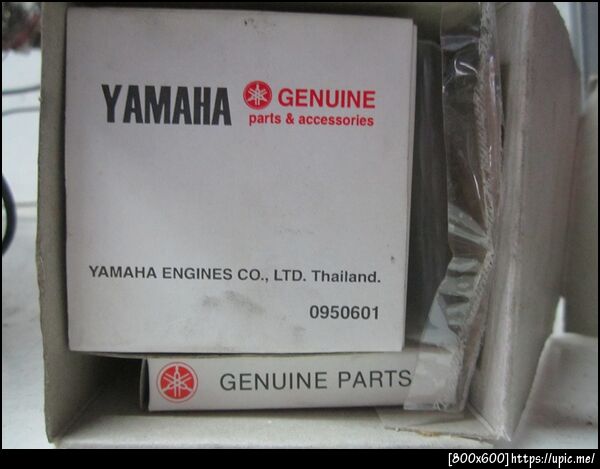 YAMAHA GENUINE
parts & accessories
YAMAHA ENGINES CO., LTD. Thailand.
0950601
GENUINE PARTS
[800x600]https://upic.me/